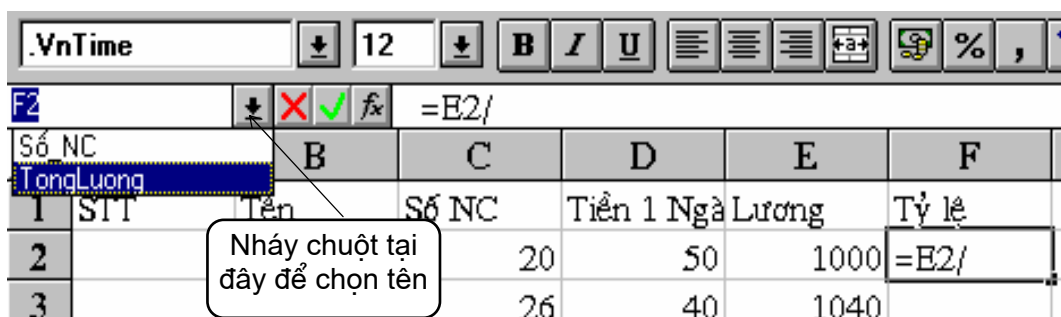 .VnTime 12 B I U a % ,
F2 fx =E2/
Số_NC
TongLuong
B C D E F
1 STT Tên Số NC Tiền 1 Ngà Lương Tỷ lệ
2 20 50 1000 =E2/
3 26 40 1040
Nháy chuột tại
đây để chọn tên